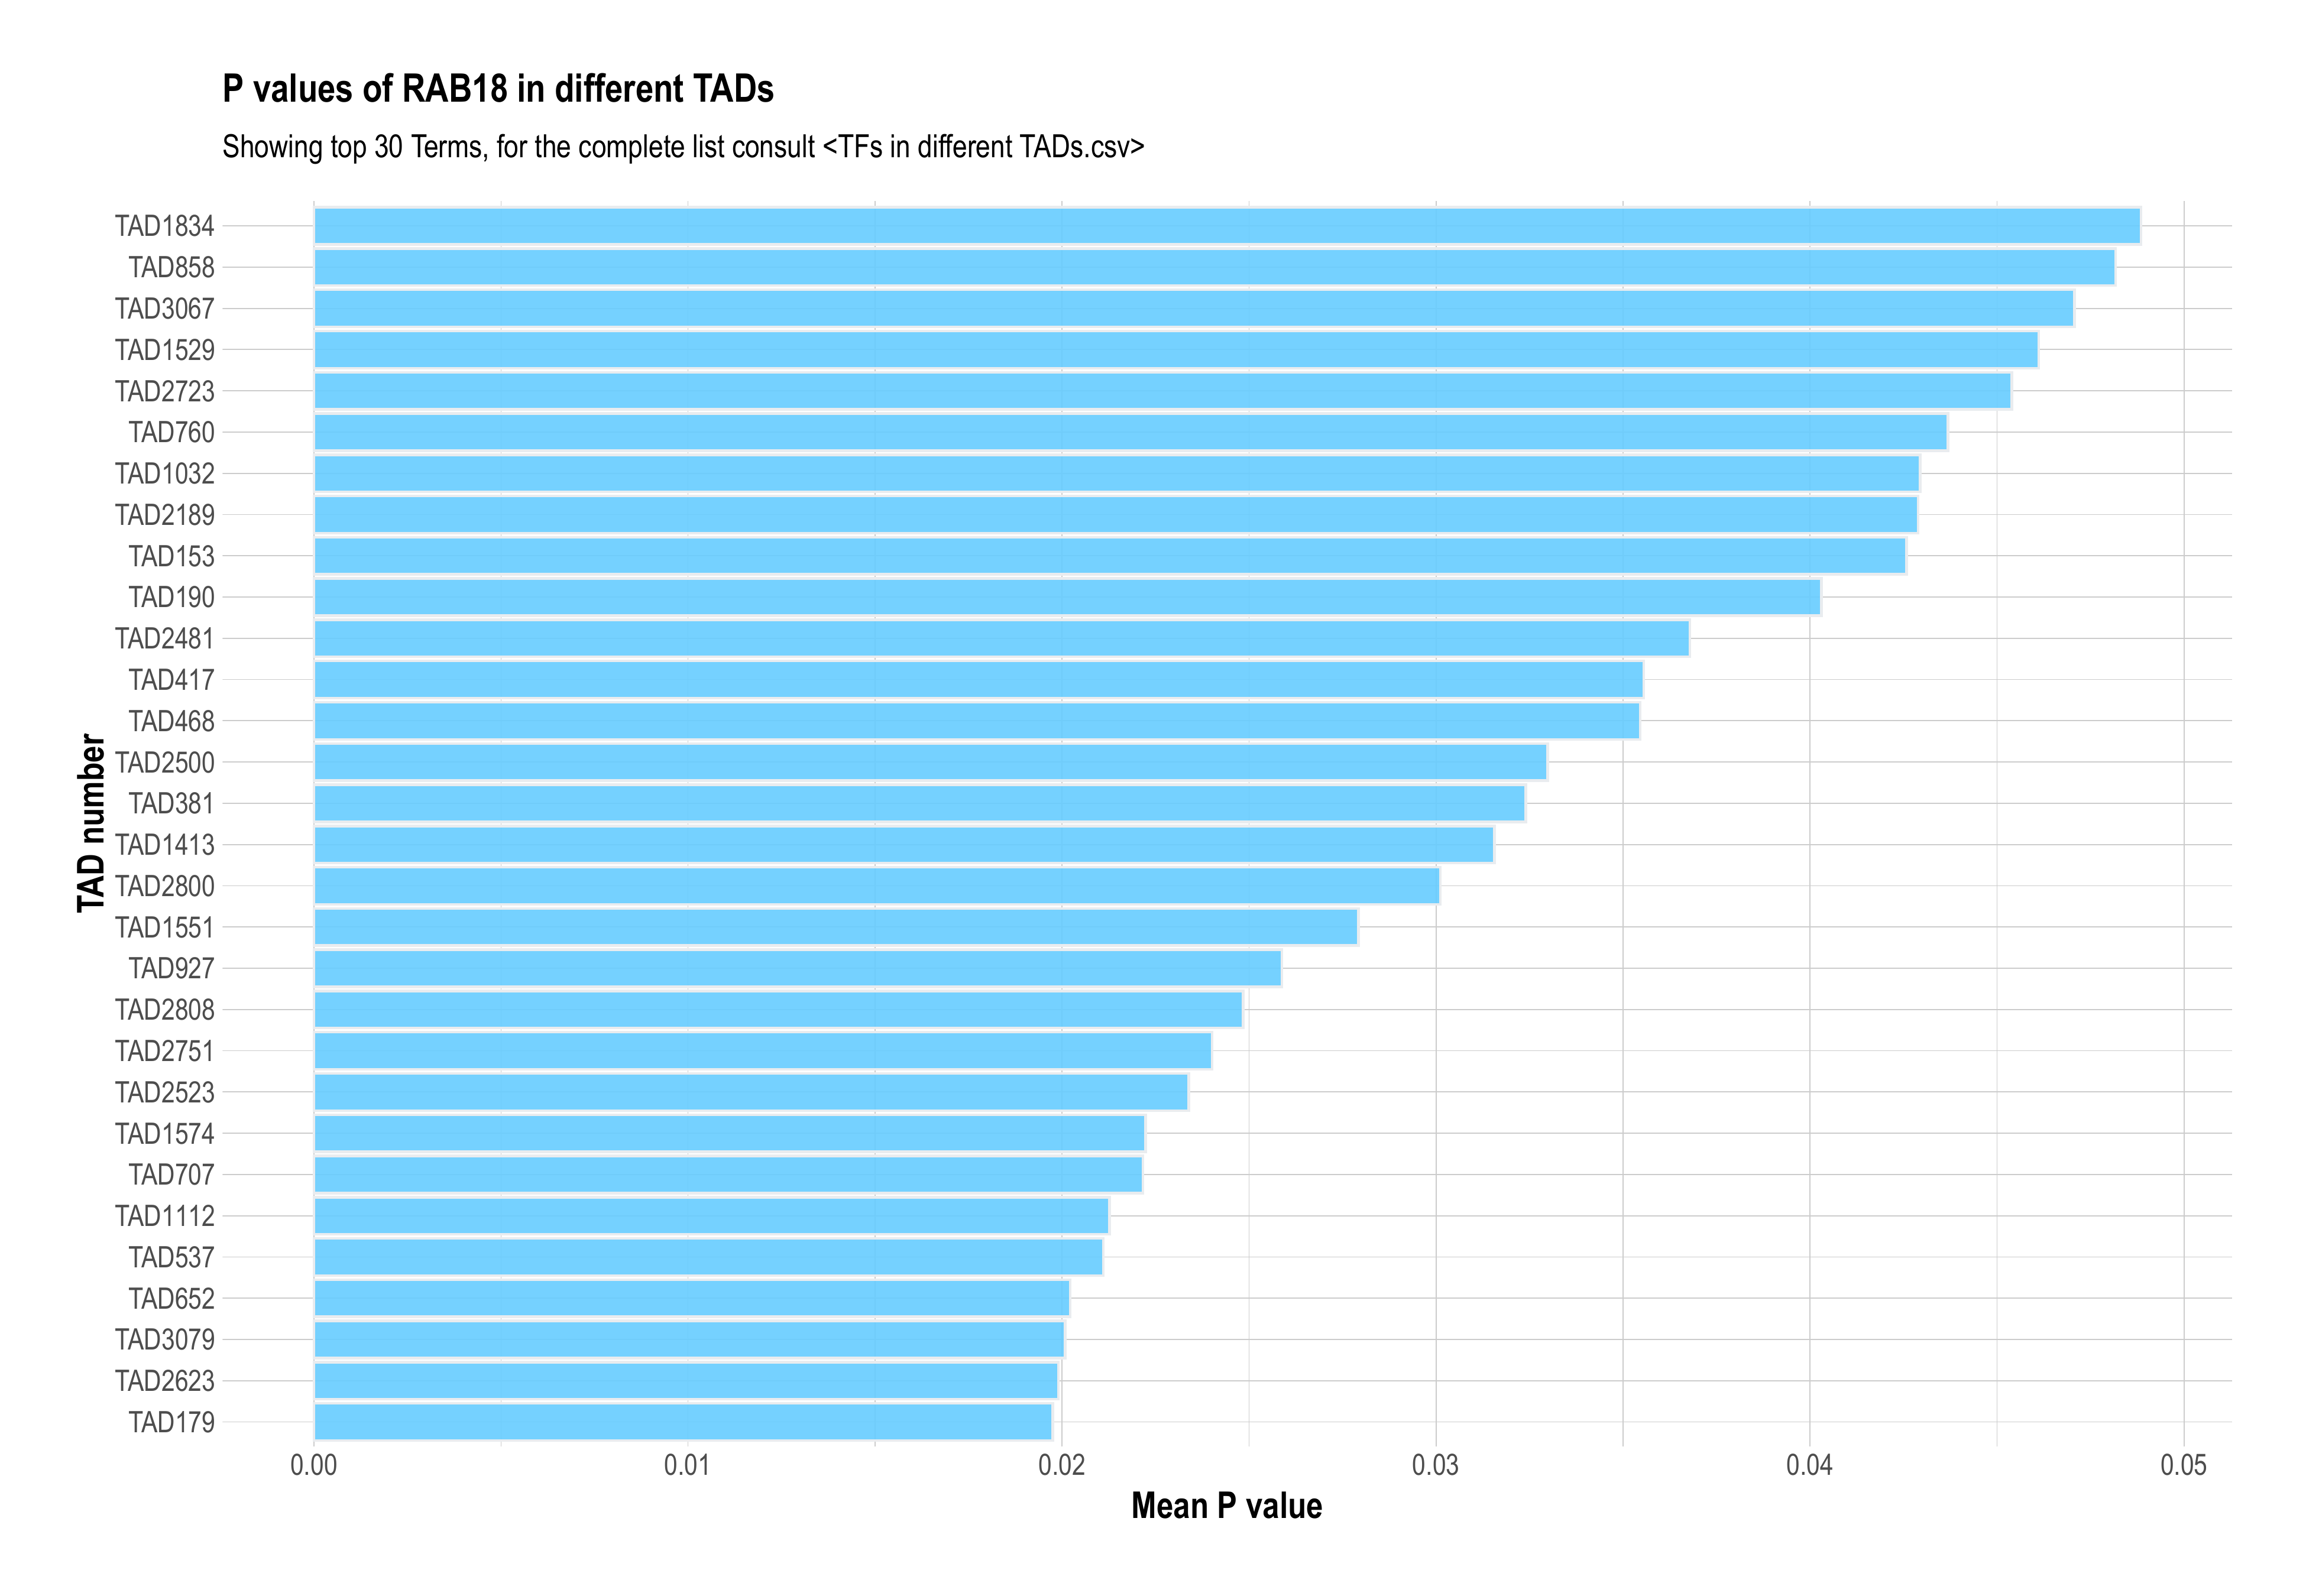 P values of RAB18 in different TADs
Showing top 30 Terms, for the complete list consult <TFs in different TADs.csv>
TAD number
TAD1834
TAD858
TAD3067
TAD1529
TAD2723
TAD760
TAD1032
TAD2189
TAD153
TAD190
TAD2481
TAD417
TAD468
TAD2500
TAD381
TAD1413
TAD2800
TAD1551
TAD927
TAD2808
TAD2751
TAD2523
TAD1574
TAD707
TAD1112
TAD537
TAD652
TAD3079
TAD2623
TAD179
0.00 0.01 0.02 0.03 0.04 0.05
Mean P value